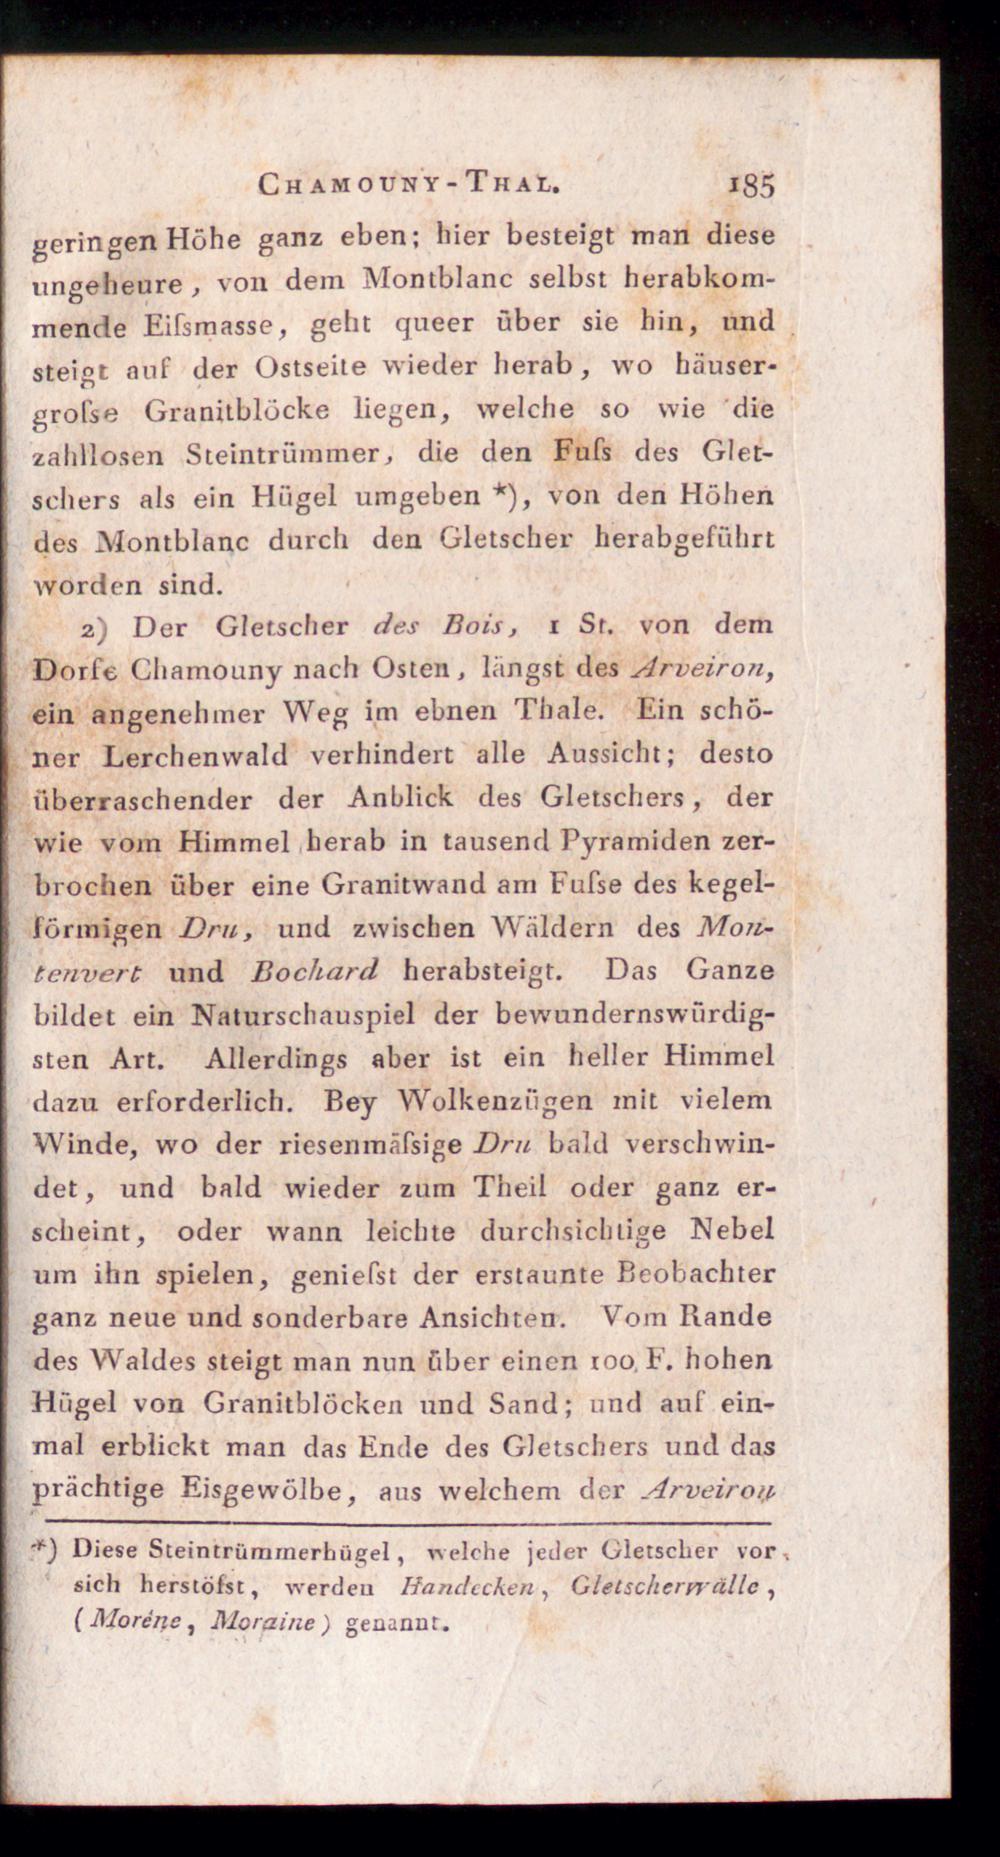 CHAMOUNY-THAL. 185
geringen Höhe ganz eben; hier besteigt man diese
ungeheure, von dem Montblanc selbst herabkom-
mende Eiſsmasse, geht queer über sie hin, und
steigt auf der Ostseite wieder herab, wo häuser-
groſse Granitblöcke liegen, welche so wie die
zahllosen Steintrümmer, die den Fuſs des Glet-
schers als ein Hügel umgeben *), von den Höhen
des Montblanc durch den Gletscher herabgeführt
worden sind.
2) Der Gletscher des Bois, 1 St. von dem
Dorfe Chamouny nach Osten, längst des Arveiron,
ein angenehmer Weg im ebnen Thale. Ein schö-
ner Lerchenwald verhindert alle Aussicht; desto
überraschender der Anblick des Gletschers, der
wie vom Himmel herab in tausend Pyramiden zer-
brochen über eine Granitwand am Fuſse des kegel-
förmigen Dru, und zwischen Wäldern des Mon-
tenvert und Bochard herabsteigt. Das Ganze
bildet ein Naturschauspiel der bewundernswürdig-
sten Art. Allerdings aber ist ein heller Himmel
dazu erforderlich. Bey Wolkenzügen mit vielem
Winde, wo der riesenmäſsige Dru bald verschwin-
det, und bald wieder zum Theil oder ganz er-
scheint, oder wann leichte durchsichtige Nebel
um ihn spielen, genieſst der erstaunte Beobachter
ganz neue und sonderbare Ansichten. Vom Rande
des Waldes steigt man nun über einen 100 F. hohen
Hügel von Granitblöcken und Sand; und auf ein-
mal erblickt man das Ende des Gletschers und das
prächtige Eisgewölbe, aus welchem der Arveiron
*) Diese Steintrümmerhügel, welche jeder Gletscher vor
sich herstöſst, werden Handecken, Gletscherwälle,
(Moréne, Moraine) genannt.